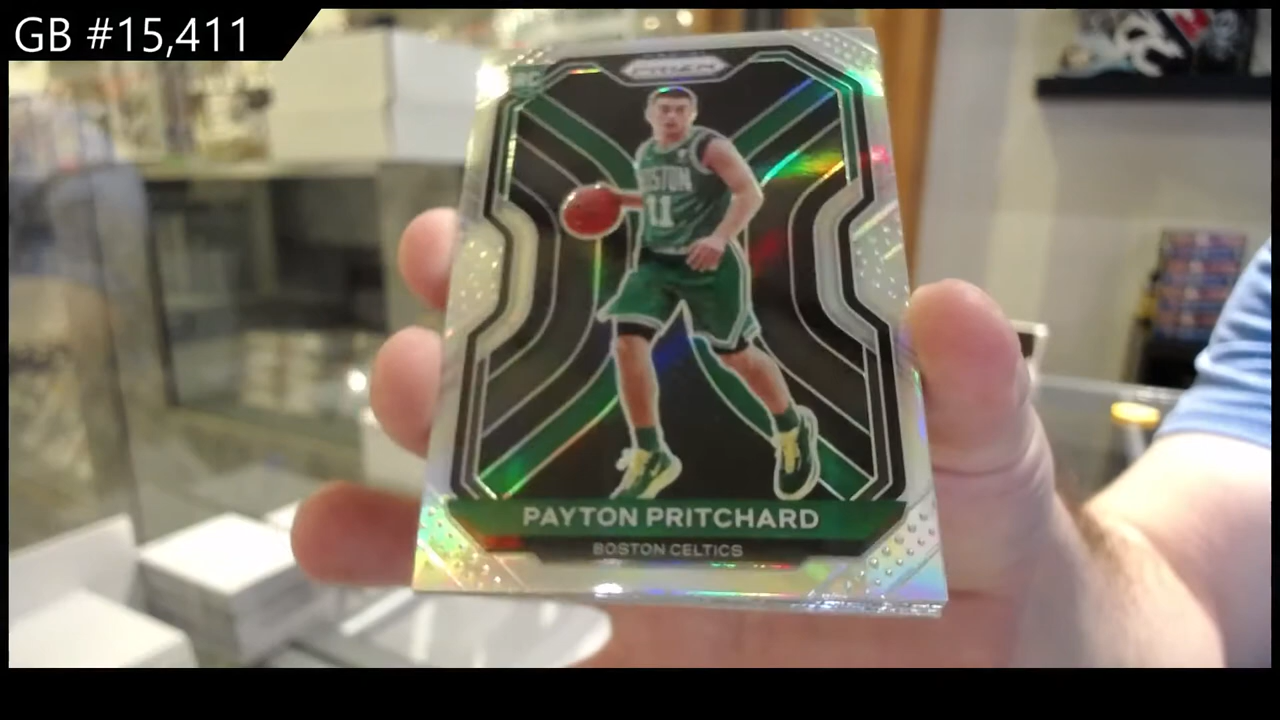 GB #15,411
RC
PRIZM
BOSTON
11
PAYTON PRITCHARD
BOSTON CELTICS